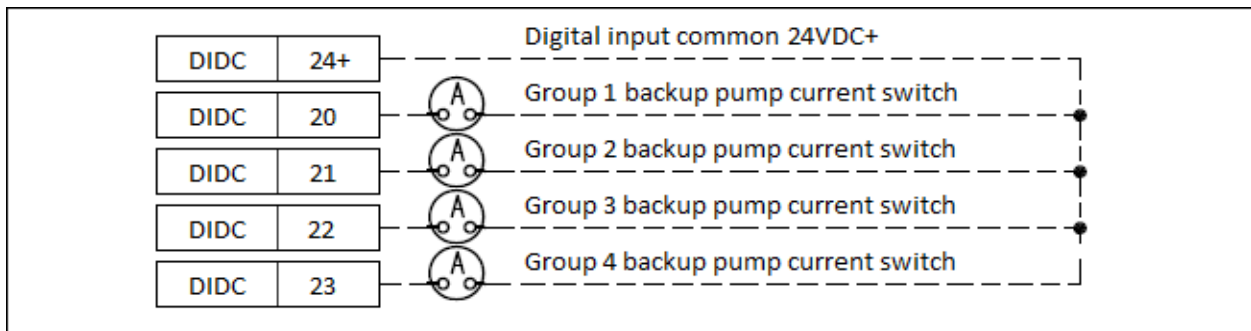 DIDC 24+ Digital input common 24VDC+
DIDC 20 A Group 1 backup pump current switch
DIDC 21 A Group 2 backup pump current switch
DIDC 22 A Group 3 backup pump current switch
DIDC 23 A Group 4 backup pump current switch